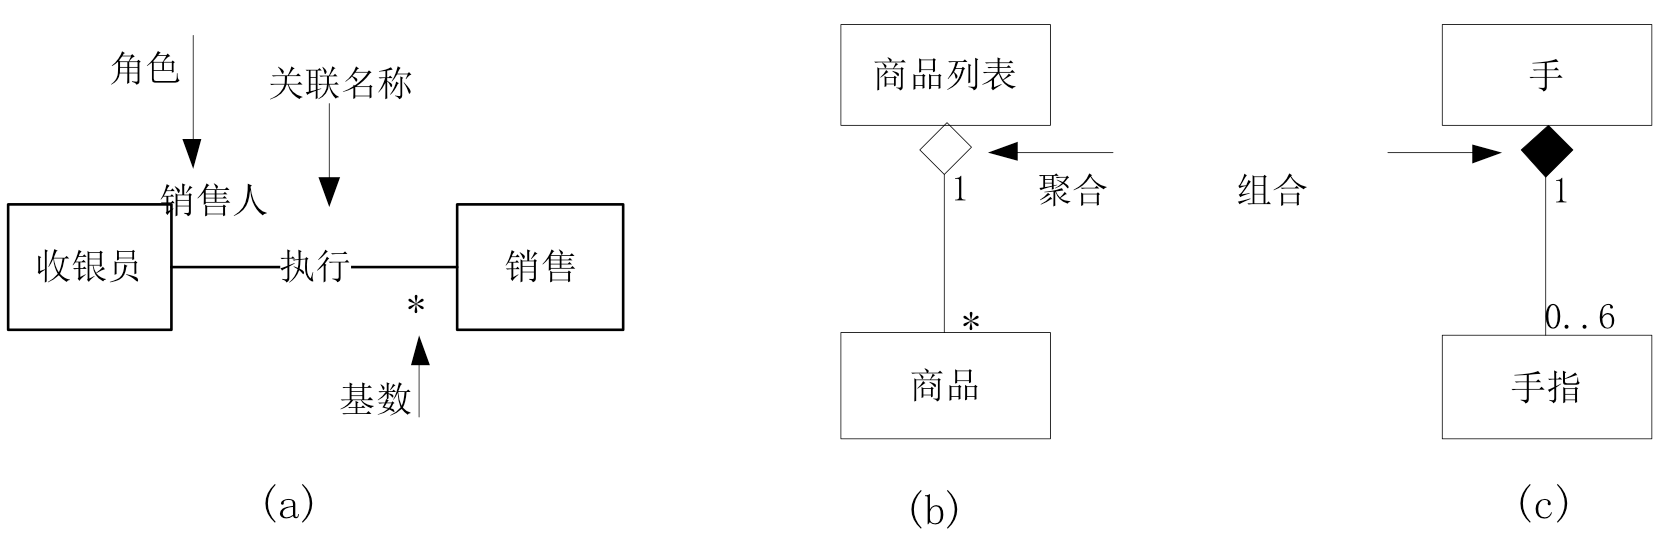 角色
关联名称
销售人
收银员
执行
销售
*
基数
(a)
商品列表
1
聚合
*
商品
(b)
手
组合
1
0..6
手指
(c)